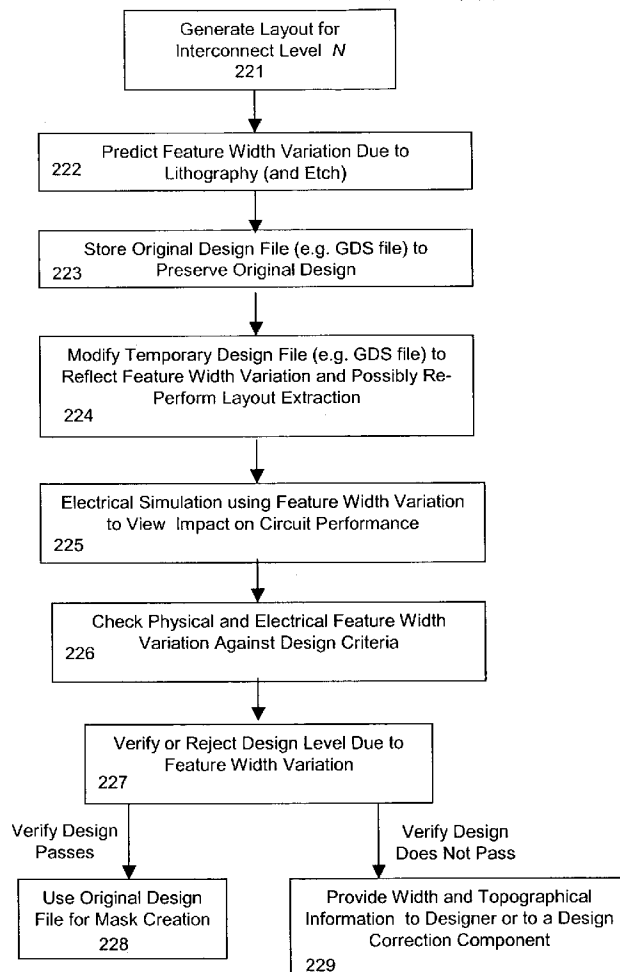 Generate Layout for
Interconnect Level N
221
Predict Feature Width Variation Due to
222
Lithography (and Etch)
Store Original Design File (e.g. GDS file) to
223
Preserve Original Design
Modify Temporary Design File (e.g. GDS file) to
Reflect Feature Width Variation and Possibly Re-
Perform Layout Extraction
224
Electrical Simulation using Feature Width Variation
to View Impact on Circuit Performance
225
Check Physical and Electrical Feature Width
Variation Against Design Criteria
226
Verify or Reject Design Level Due to
Feature Width Variation
227
Verify Design
Passes
Verify Design
Does Not Pass
Use Original Design
File for Mask Creation
228
Provide Width and Topographical
Information to Designer or to a Design
Correction Component
229